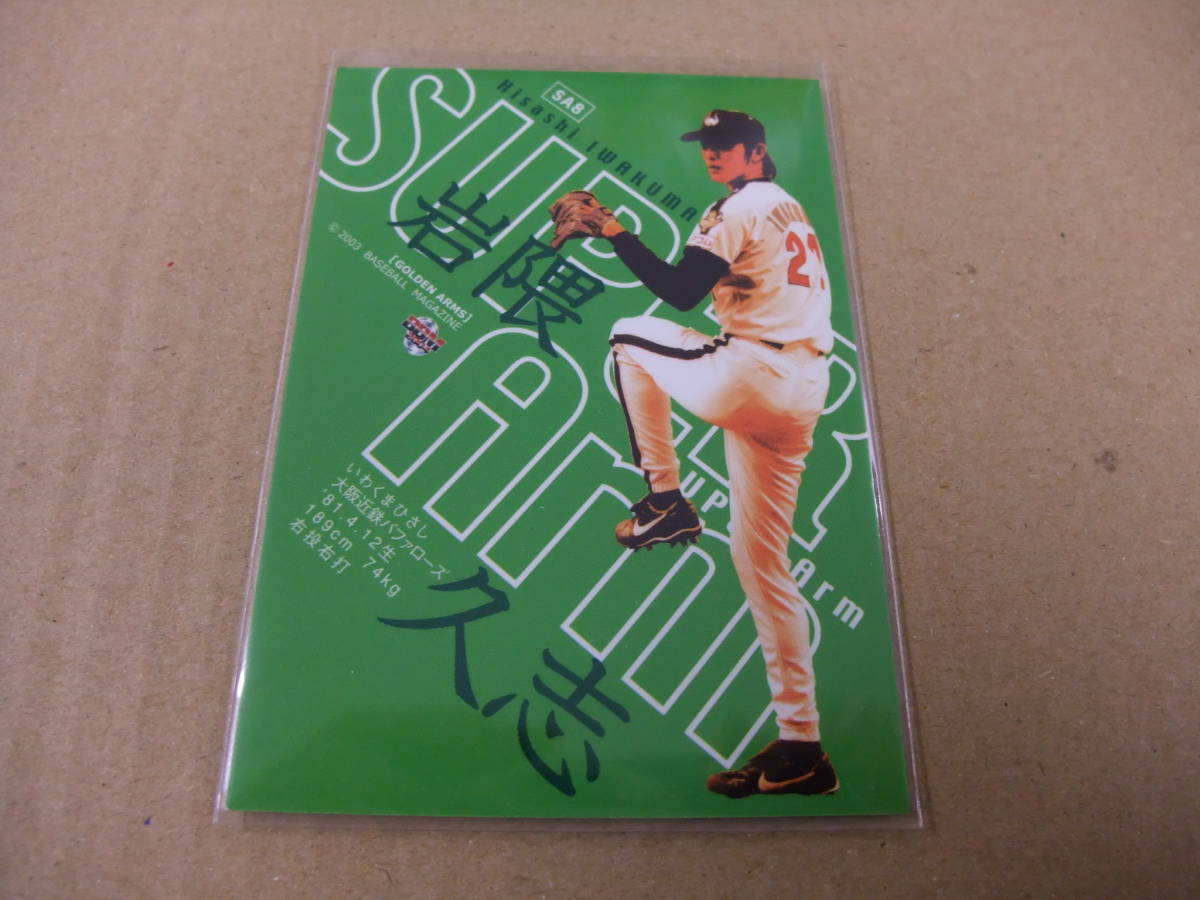 SA8
Hisashi IWAKUMA
SUPER
Arm
岩隈
久志
[GOLDEN ARMS]
© 2003 BASEBALL MAGAZINE
BBM
いわくまひさし
大阪近鉄バファローズ
'81.4.12生
189cm 74kg
右投右打
UP
Arm